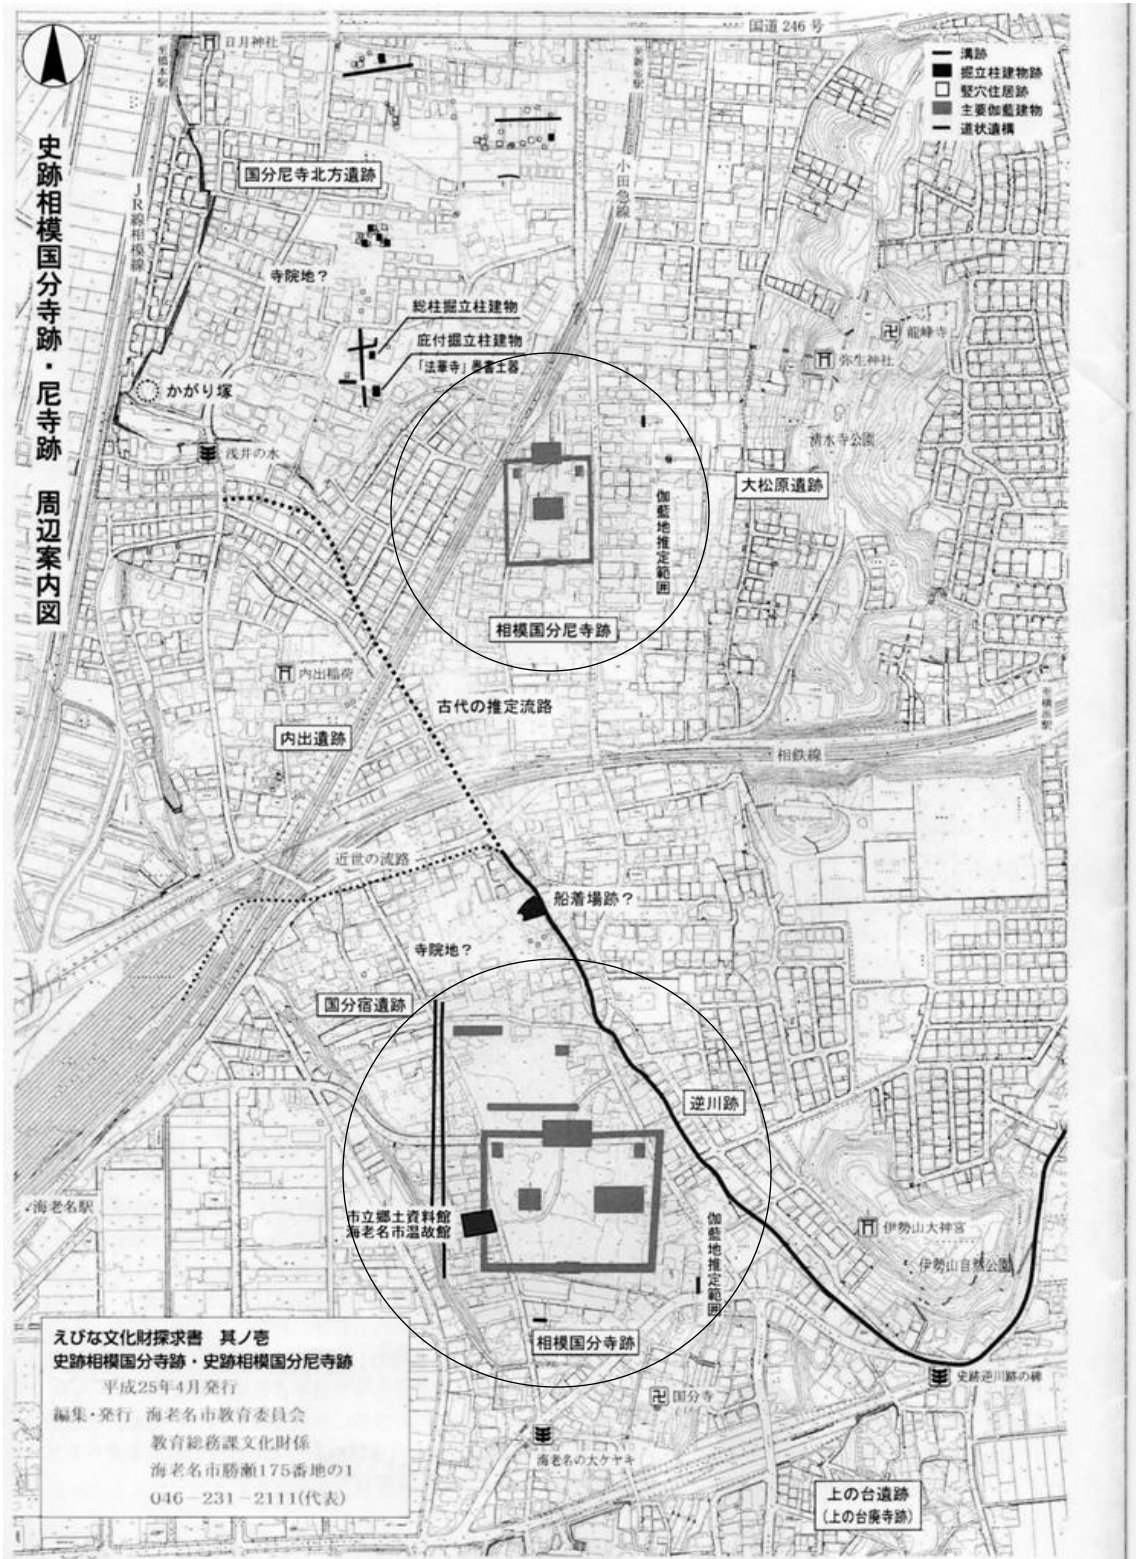 国道246号
日月神社
至橋本駅
至新宿駅
溝跡
掘立柱建物跡
竪穴住居跡
主要伽藍建物
道状遺構
史跡相模国分寺跡・尼寺跡 周辺案内図
JR線相模線
小田急線
国分尼寺北方遺跡
寺院地？
総柱掘立柱建物
庇付掘立柱建物
「法華寺」墨書土器
龍峰寺
弥生神社
かがり塚
清水寺公園
浅井の水
大松原遺跡
伽藍地推定範囲
相模国分尼寺跡
内出稲荷
古代の推定流路
内出遺跡
至横浜駅
相鉄線
近世の流路
船着場跡？
寺院地？
国分宿遺跡
逆川跡
海老名駅
市立郷土資料館
海老名市温故館
伽藍地推定範囲
伊勢山大神宮
伊勢山自然公園
相模国分寺跡
史跡逆川跡の碑
国分寺
海老名の大ケヤキ
上の台遺跡
(上の台廃寺跡)
えびな文化財探求書 其ノ壱
史跡相模国分寺跡・史跡相模国分尼寺跡
平成25年4月発行
編集・発行 海老名市教育委員会
教育総務課文化財係
海老名市勝瀬175番地の1
046－231－2111(代表)